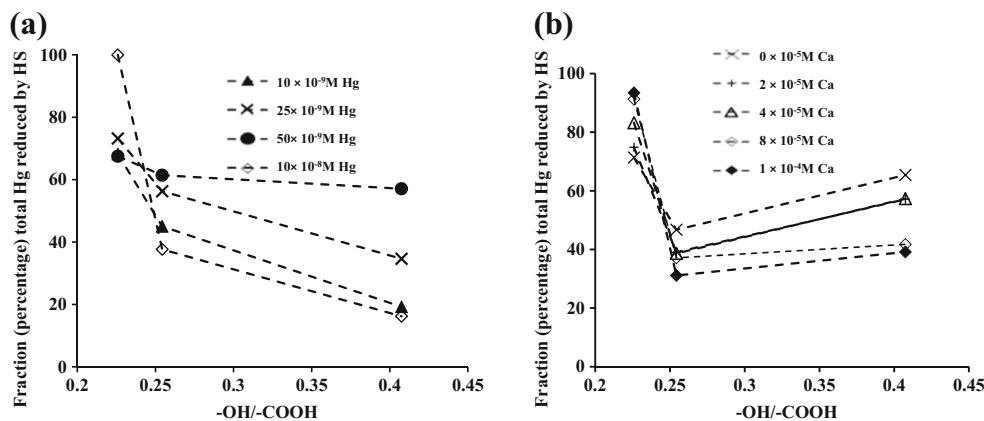 (a)
Fraction (percentage) total Hg reduced by HS
100
80
60
40
20
0
0.2 0.25 0.3 0.35 0.4 0.45
-OH/-COOH
10 × 10⁻⁹M Hg
25× 10⁻⁹M Hg
50× 10⁻⁹M Hg
10× 10⁻⁸M Hg
(b)
Fraction (percentage) total Hg reduced by HS
100
80
60
40
20
0
0.2 0.25 0.3 0.35 0.4 0.45
-OH/-COOH
0 × 10⁻⁵M Ca
2 × 10⁻⁵M Ca
4 × 10⁻⁵M Ca
8 × 10⁻⁵M Ca
1 × 10⁻⁴M Ca